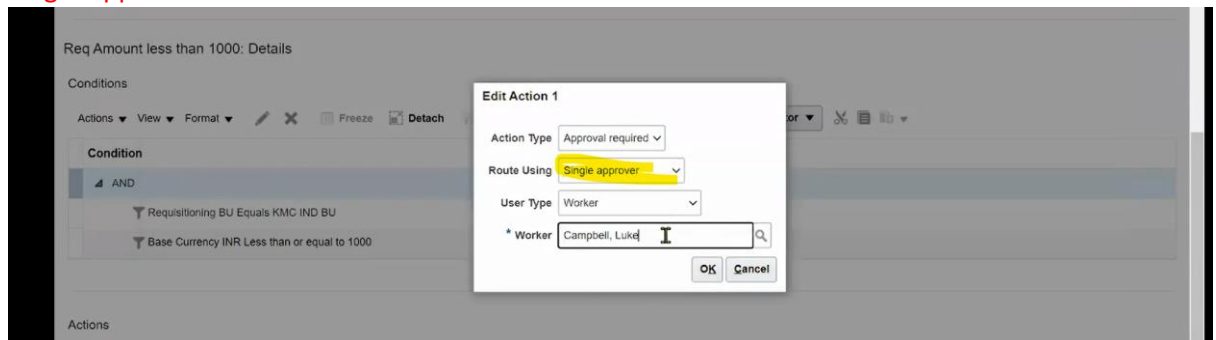 Req Amount less than 1000: Details
Conditions
Actions View Format Freeze Detach
Condition
AND
Requisitioning BU Equals KMC IND BU
Base Currency INR Less than or equal to 1000
Edit Action 1
Action Type Approval required
Route Using Single approver
User Type Worker
* Worker Campbell, Luke
OK Cancel
Actions